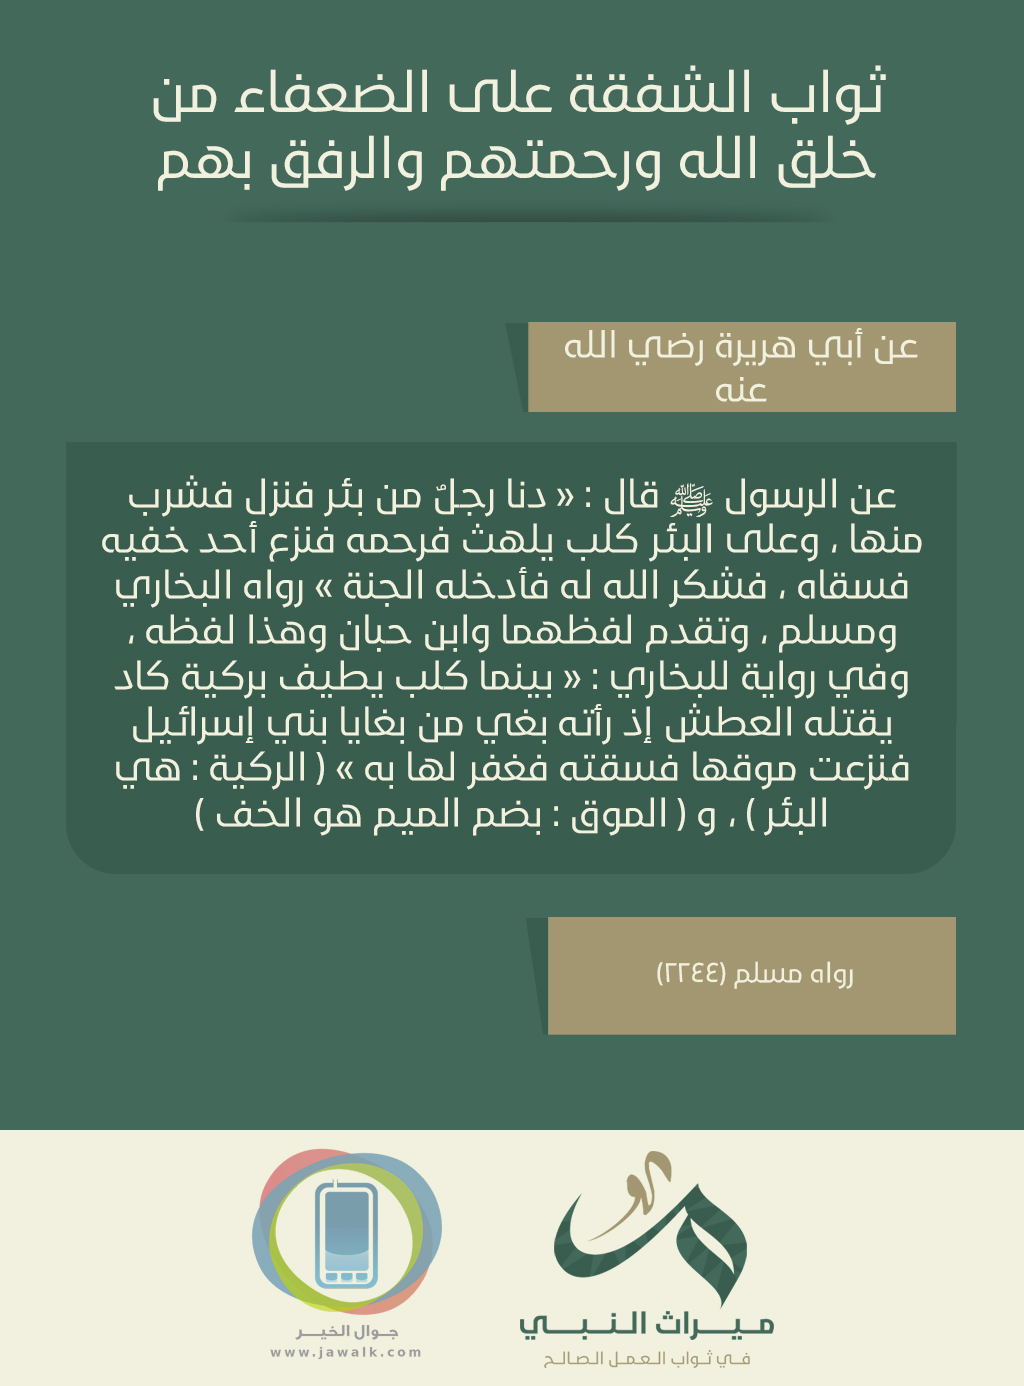 ثواب الشفقة على الضعفاء من
خلق الله ورحمتهم والرفق بهم
عن أبي هريرة رضي الله
عنه
عن الرسول ﷺ قال : « دنا رجلٌ من بئر فنزل فشرب
منها ، وعلى البئر كلب يلهث فرحمه فنزع أحد خفيه
فسقاه ، فشكر الله له فأدخله الجنة » رواه البخاري
ومسلم ، وتقدم لفظهما وابن حبان وهذا لفظه ،
وفي رواية للبخاري : « بينما كلب يطيف بركية كاد
يقتله العطش إذ رأته بغي من بغايا بني إسرائيل
فنزعت موقها فسقته فغفر لها به » ( الركية : هي
البئر ) ، و ( الموق : بضم الميم هو الخف )
رواه مسلم (٢٢٤٤)
ميراث النبي
في ثواب العمل الصالح
جوال الخير
www.jawalk.com